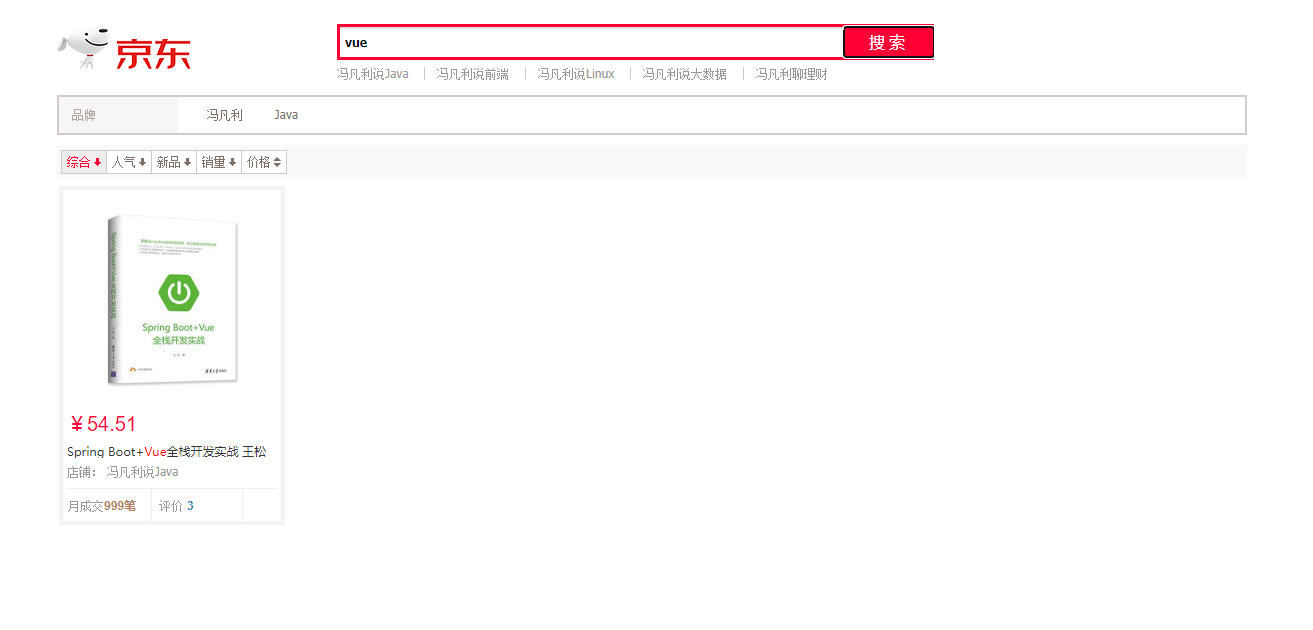 京东
vue
搜 索
冯凡利说Java 冯凡利说前端 冯凡利说Linux 冯凡利说大数据 冯凡利聊理财
品牌 冯凡利 Java
综合 人气 新品 销量 价格
Spring Boot+Vue
全栈开发实战
¥54.51
Spring Boot+Vue全栈开发实战 王松
店铺： 冯凡利说Java
月成交999笔 评价 3